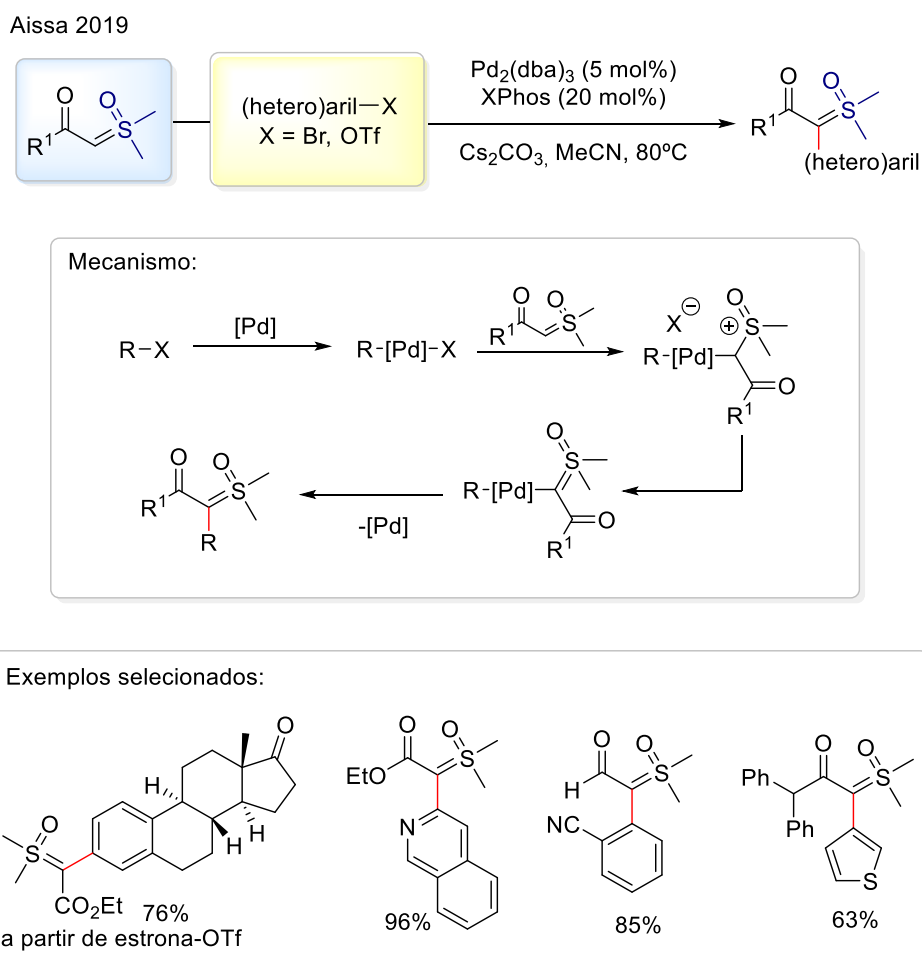 Aissa 2019
O
O
R¹
S
(hetero)aril—X
X = Br, OTf
Pd₂(dba)₃ (5 mol%)
XPhos (20 mol%)
Cs₂CO₃, MeCN, 80ºC
O
O
R¹
S
(hetero)aril
Mecanismo:
R–X
[Pd]
R-[Pd]-X
O
O
R¹
S
X⊖
O
⊕
S
R-[Pd]
O
R¹
O
S
R-[Pd]
O
R¹
-[Pd]
O
O
R¹
S
R
Exemplos selecionados:
O
H
H
H
O
S
CO₂Et
76%
a partir de estrona-OTf
O
O
EtO
S
N
96%
O
O
H
S
NC
85%
O
O
Ph
S
Ph
S
63%